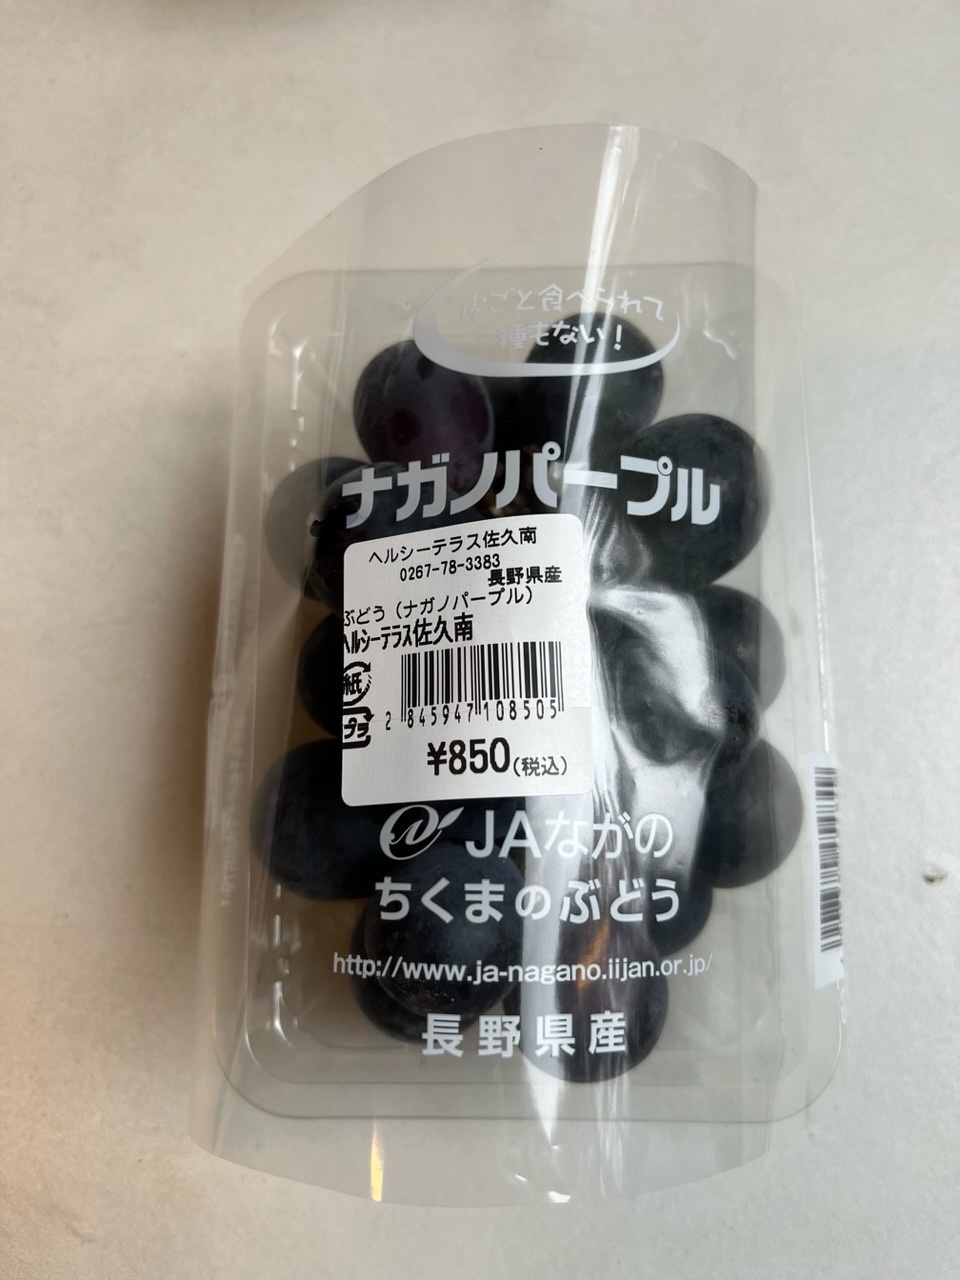 皮ごと食べられて
種もない!
ナガノパープル
ヘルシーテラス佐久南
0267-78-3383
長野県産
ぶどう(ナガノパープル)
ヘルシーテラス佐久南
紙
プラ
2 845947 108505
¥850(税込)
JAながの
ちくまのぶどう
http://www.ja-nagano.iijan.or.jp/
長野県産